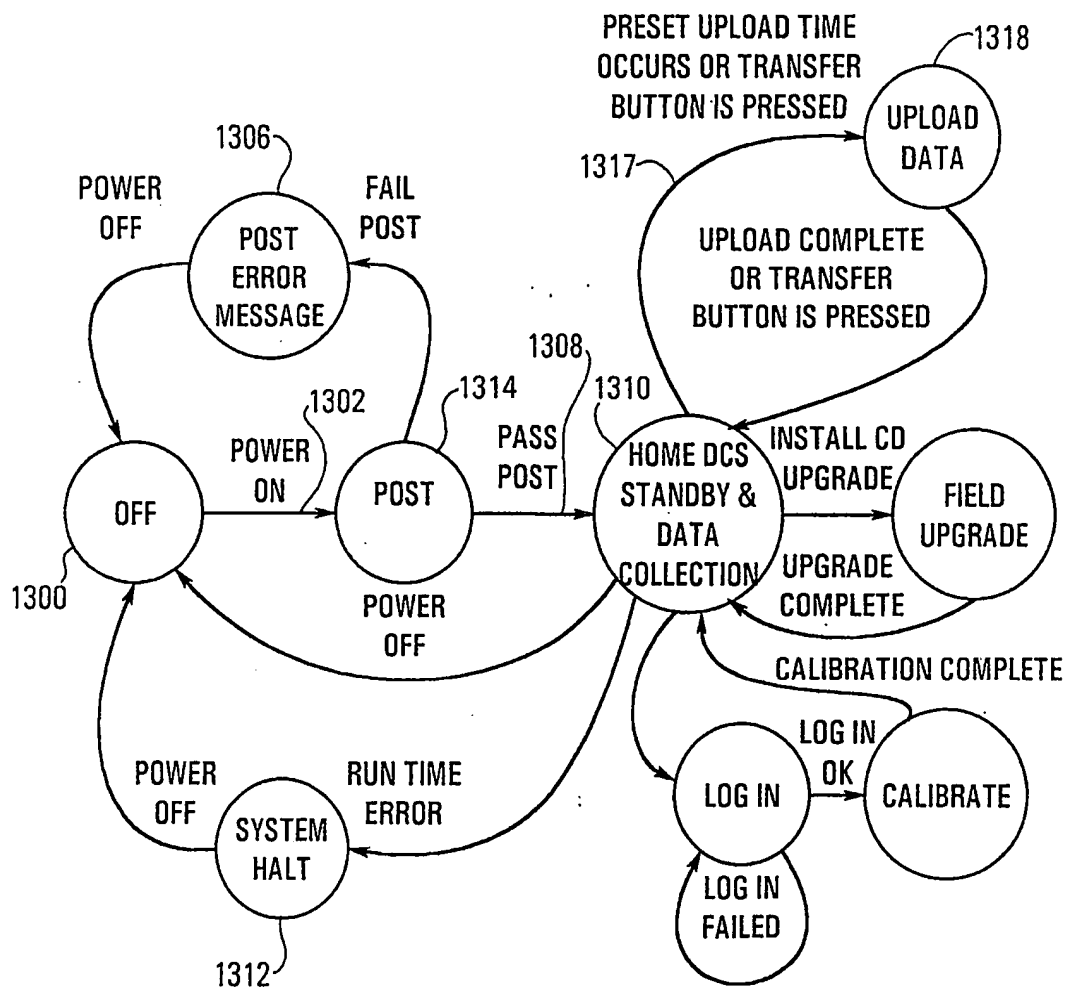 PRESET UPLOAD TIME
OCCURS OR TRANSFER
BUTTON IS PRESSED
1318
UPLOAD
DATA
1317
1306
POWER
OFF
FAIL
POST
POST
ERROR
MESSAGE
UPLOAD COMPLETE
OR TRANSFER
BUTTON IS PRESSED
1308
1302
1314
1310
POWER
ON
PASS
POST
OFF
POST
HOME DCS
STANDBY &
DATA
COLLECTION
INSTALL CD
UPGRADE
FIELD
UPGRADE
UPGRADE
COMPLETE
1300
POWER
OFF
CALIBRATION COMPLETE
POWER
OFF
RUN TIME
ERROR
SYSTEM
HALT
LOG IN
LOG IN
OK
CALIBRATE
LOG IN
FAILED
1312